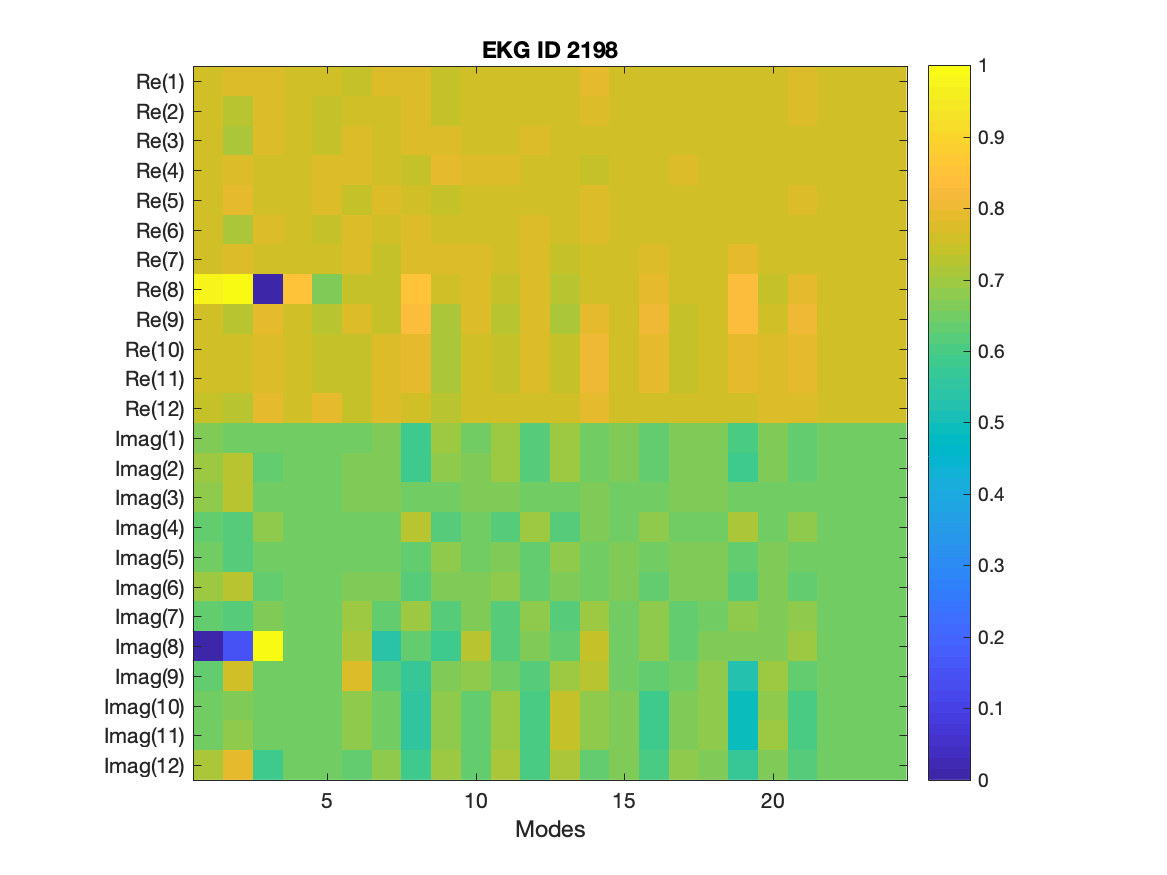 EKG ID 2198
Re(1)
Re(2)
Re(3)
Re(4)
Re(5)
Re(6)
Re(7)
Re(8)
Re(9)
Re(10)
Re(11)
Re(12)
Imag(1)
Imag(2)
Imag(3)
Imag(4)
Imag(5)
Imag(6)
Imag(7)
Imag(8)
Imag(9)
Imag(10)
Imag(11)
Imag(12)
5 10 15 20
Modes
1
0.9
0.8
0.7
0.6
0.5
0.4
0.3
0.2
0.1
0